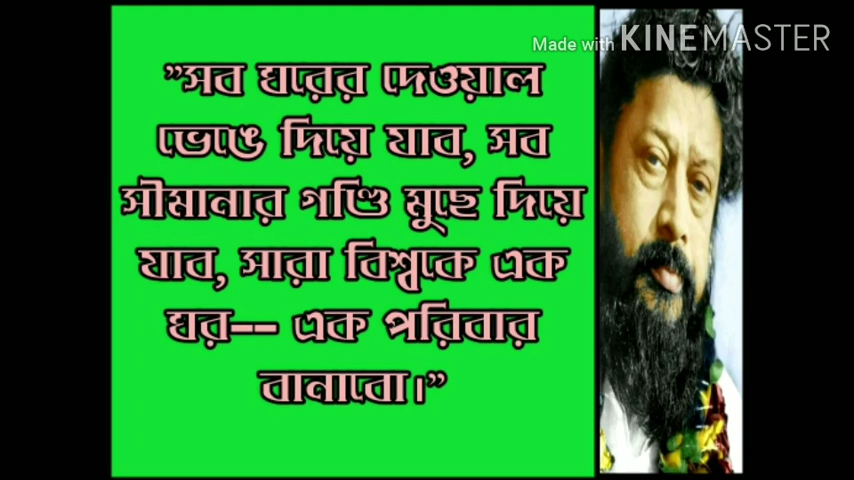 Made with KINEMASTER
”সব ঘরের দেওয়াল
ভেঙে দিয়ে যাব, সব
সীমানার গণ্ডি মুছে দিয়ে
যাব, সারা বিশ্বকে এক
ঘর–– এক পরিবার
বানাবো।”